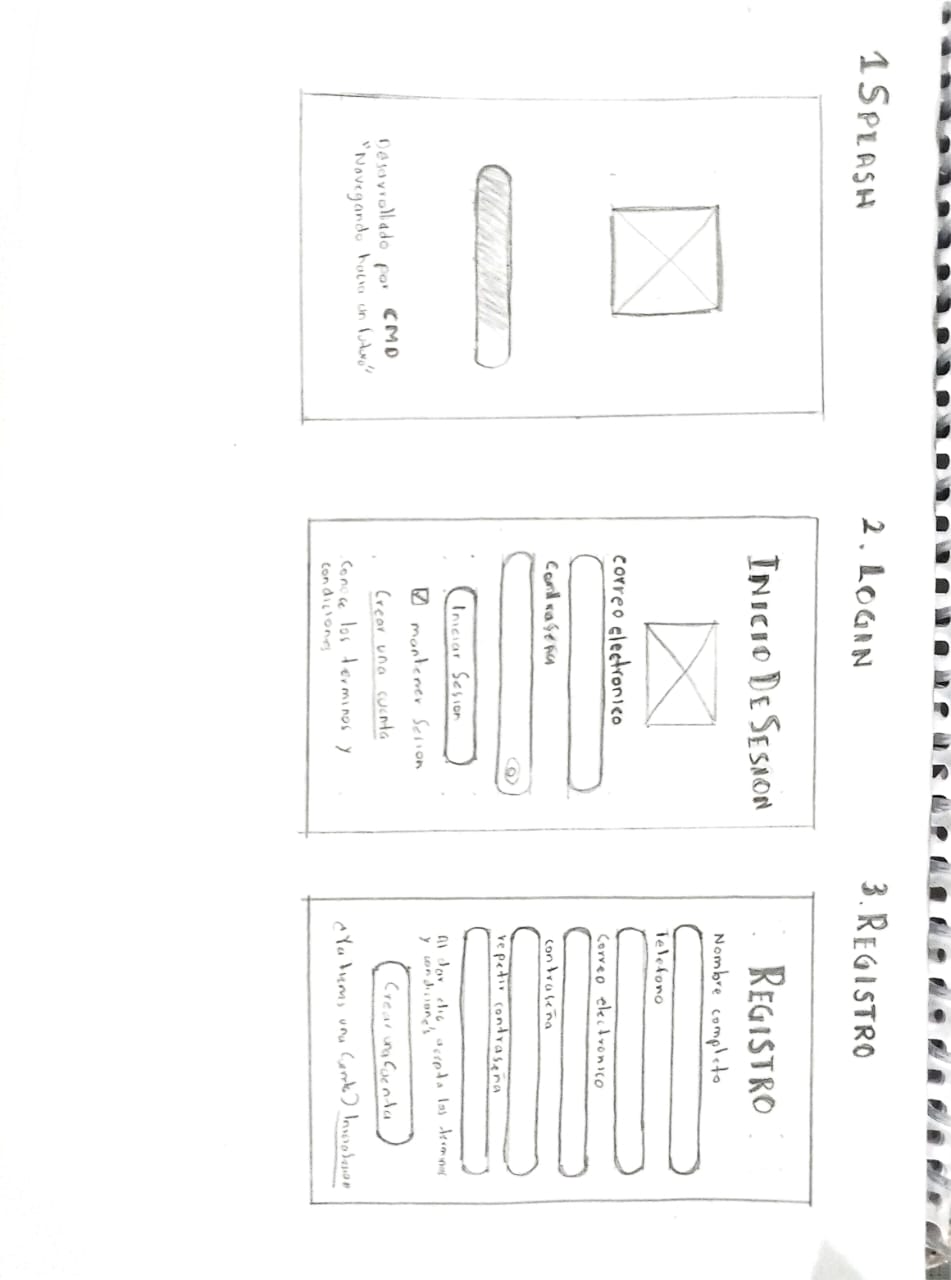 1 SPLASH
Desarrollado por CMD
"Navegando hacia un futuro"
2. LOGIN
INICIO DE SESION
correo electronico
Contraseña
Iniciar Sesion
mantener Sesion
Crear una cuenta
Conoce los terminos y
condiciones
3. REGISTRO
REGISTRO
Nombre completo
Telefono
Correo electronico
contraseña
repetir contraseña
Al dar clic, acepta los terminos
y condiciones
Crear una Cuenta
¿Ya tienes una Cuenta?